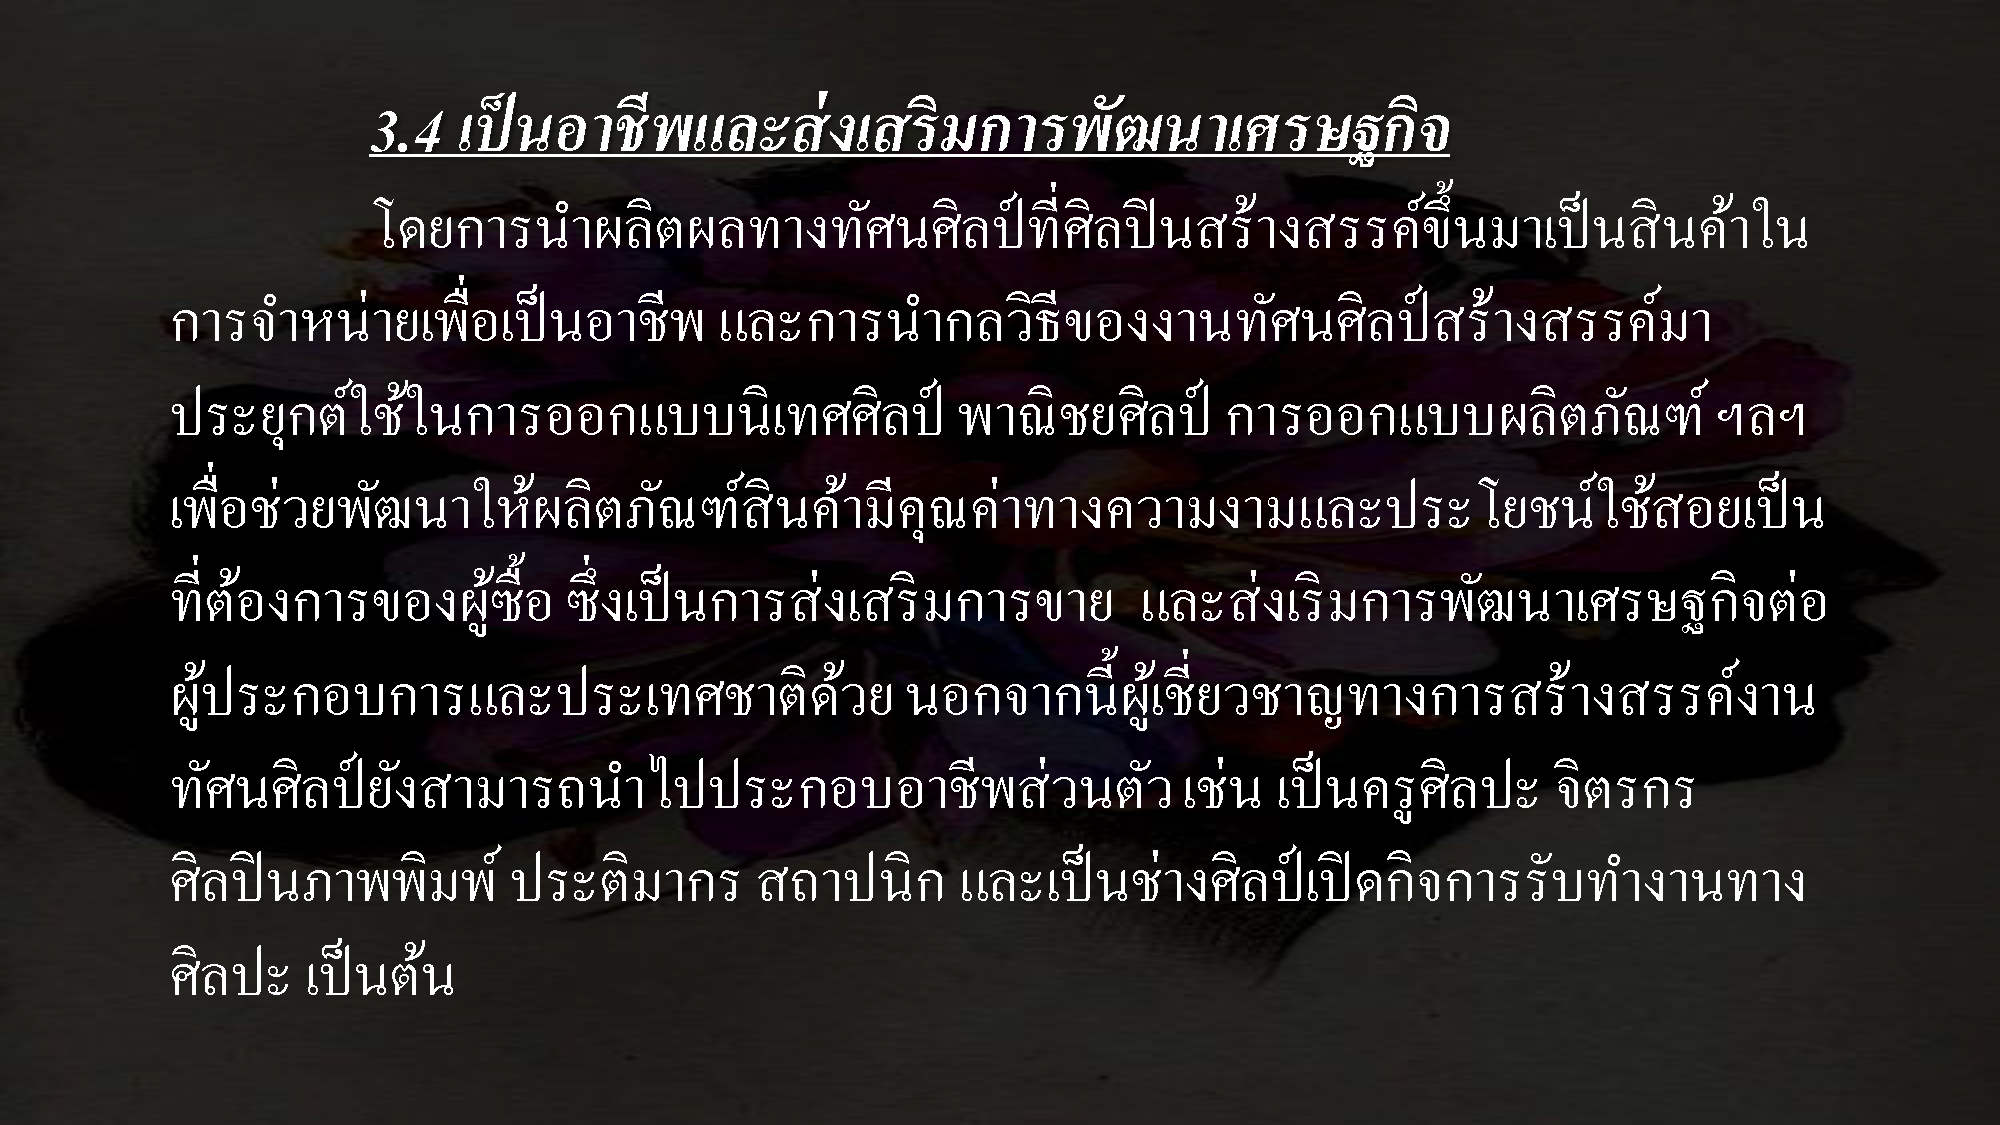 3.4 เป็นอาชีพและส่งเสริมการพัฒนาเศรษฐกิจ
โดยการนำผลิตผลทางทัศนศิลป์ที่ศิลปินสร้างสรรค์ขึ้นมาเป็นสินค้าใน
การจำหน่ายเพื่อเป็นอาชีพ และการนำกลวิธีของงานทัศนศิลป์สร้างสรรค์มา
ประยุกต์ใช้ในการออกแบบนิเทศศิลป์ พาณิชยศิลป์ การออกแบบผลิตภัณฑ์ ฯลฯ
เพื่อช่วยพัฒนาให้ผลิตภัณฑ์สินค้ามีคุณค่าทางความงามและประโยชน์ใช้สอยเป็น
ที่ต้องการของผู้ซื้อ ซึ่งเป็นการส่งเสริมการขาย และส่งเริมการพัฒนาเศรษฐกิจต่อ
ผู้ประกอบการและประเทศชาติด้วย นอกจากนี้ผู้เชี่ยวชาญทางการสร้างสรรค์งาน
ทัศนศิลป์ยังสามารถนำไปประกอบอาชีพส่วนตัว เช่น เป็นครูศิลปะ จิตรกร
ศิลปินภาพพิมพ์ ประติมากร สถาปนิก และเป็นช่างศิลป์เปิดกิจการรับทำงานทาง
ศิลปะ เป็นต้น